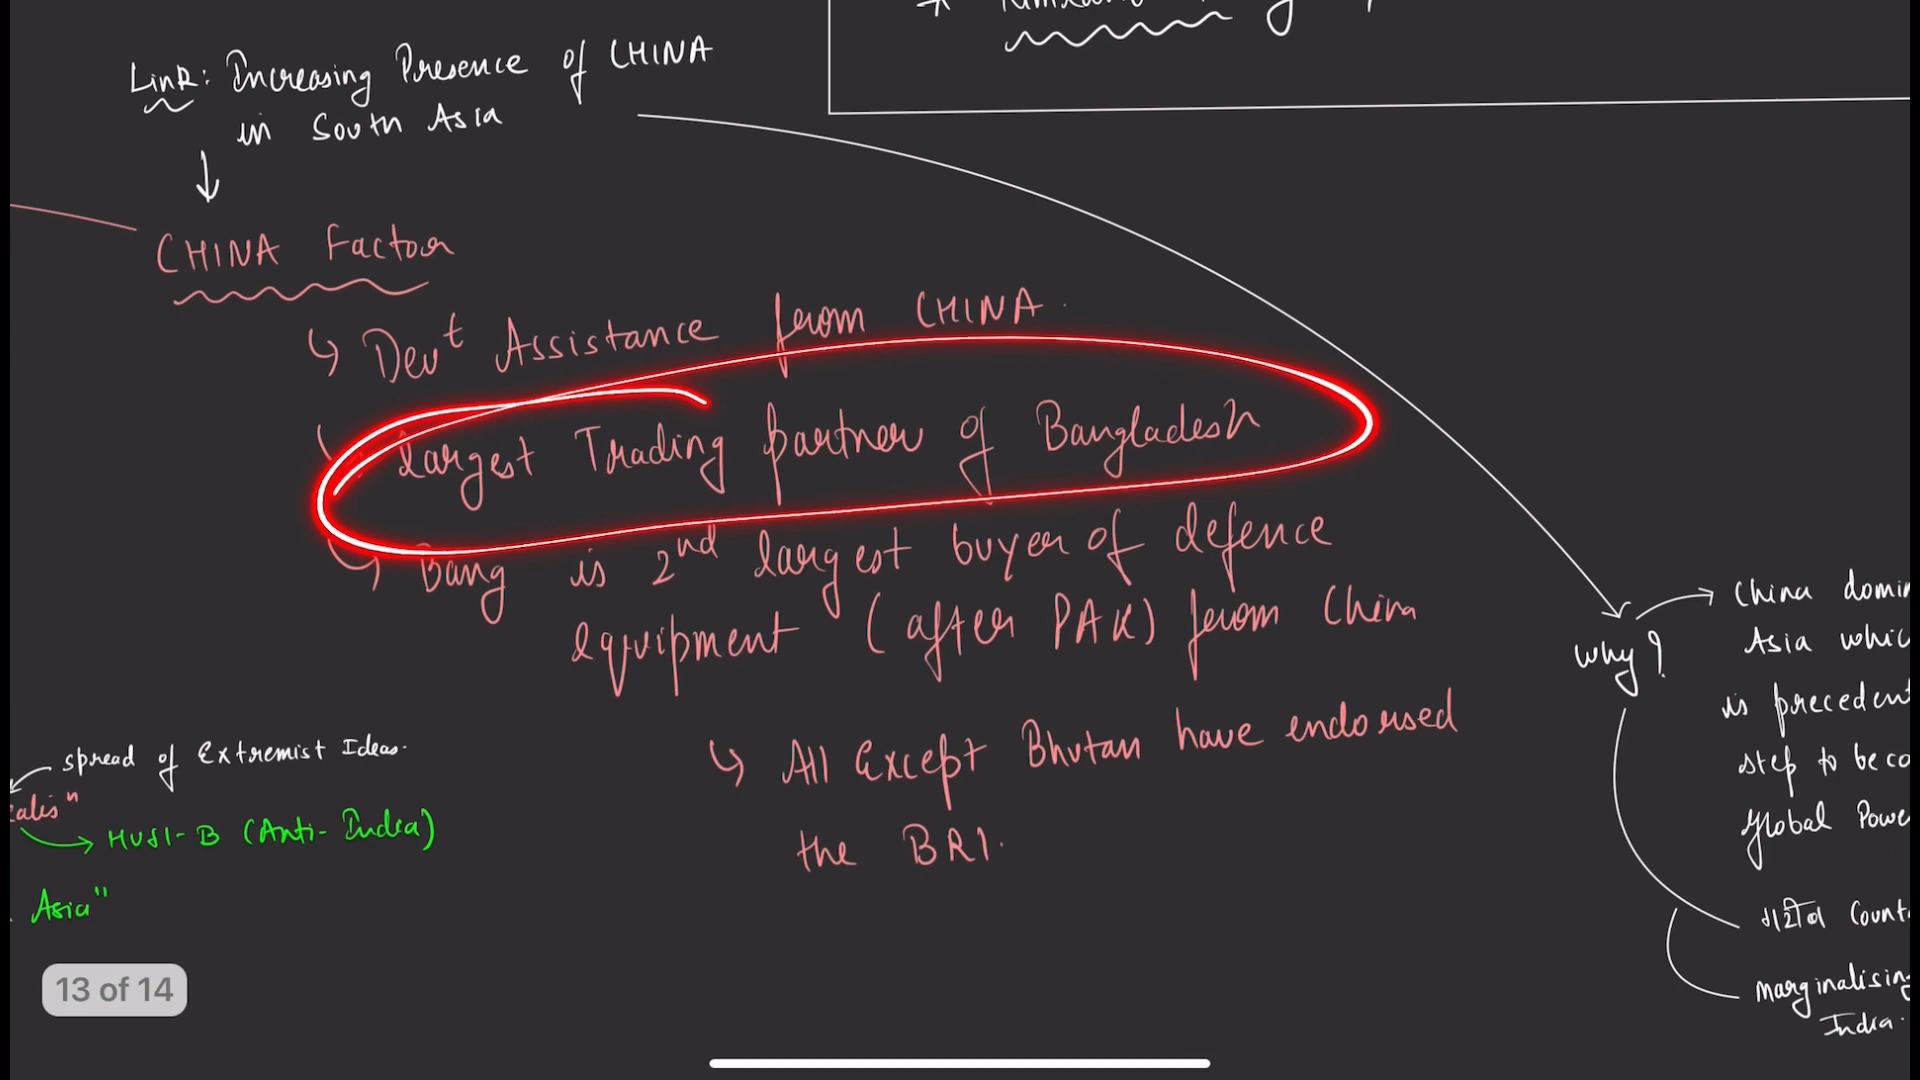 Link: Increasing Presence of CHINA
in South Asia
CHINA Factor
Devt Assistance from CHINA.
Largest Trading partner of Bangladesh
Bang is 2nd largest buyer of defence
equipment (after PAK) from China
All Except Bhutan have endorsed
the BRI.
Why?
China domin
Asia whic
is precedent
step to beco
Global Powe
गरीब Count
Marginalising
India.
spread of Extremist Ideas.
alis"
HUJI-B (Anti-India)
Asia"
13 of 14